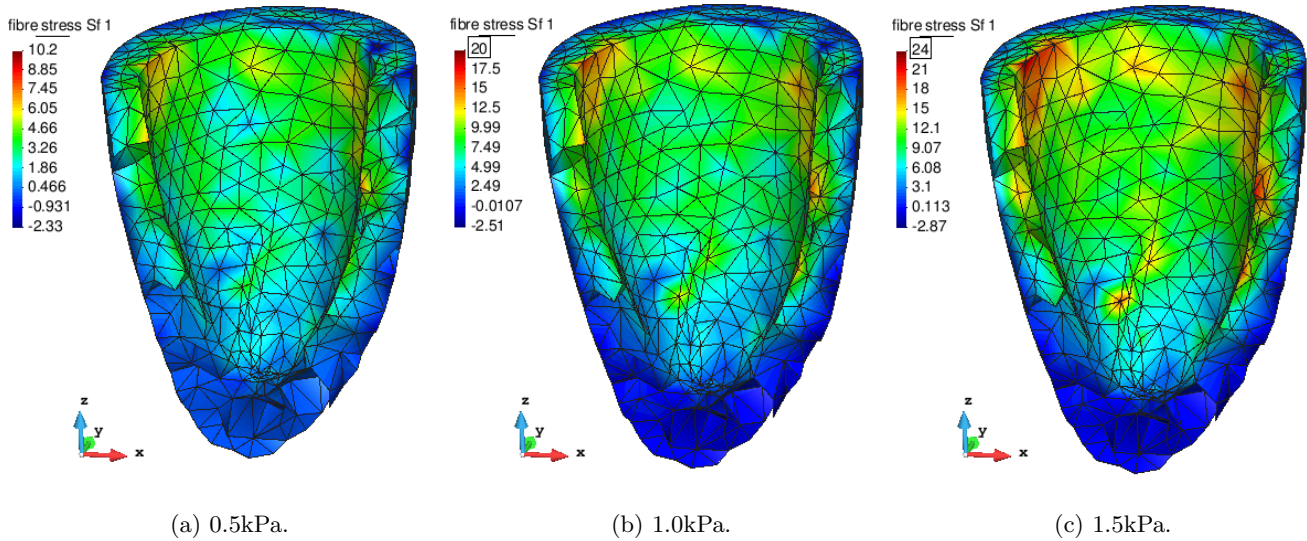 fibre stress Sf 1
10.2
8.85
7.45
6.05
4.66
3.26
1.86
0.466
-0.931
-2.33
z
y
x
(a) 0.5kPa.
fibre stress Sf 1
20
17.5
15
12.5
9.99
7.49
4.99
2.49
-0.0107
-2.51
z
y
x
(b) 1.0kPa.
fibre stress Sf 1
24
21
18
15
12.1
9.07
6.08
3.1
0.113
-2.87
z
y
x
(c) 1.5kPa.